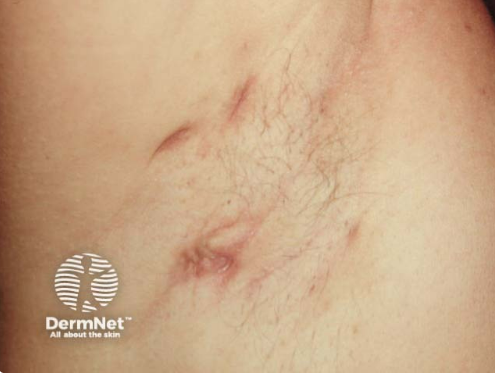 DermNet™
All about the skin